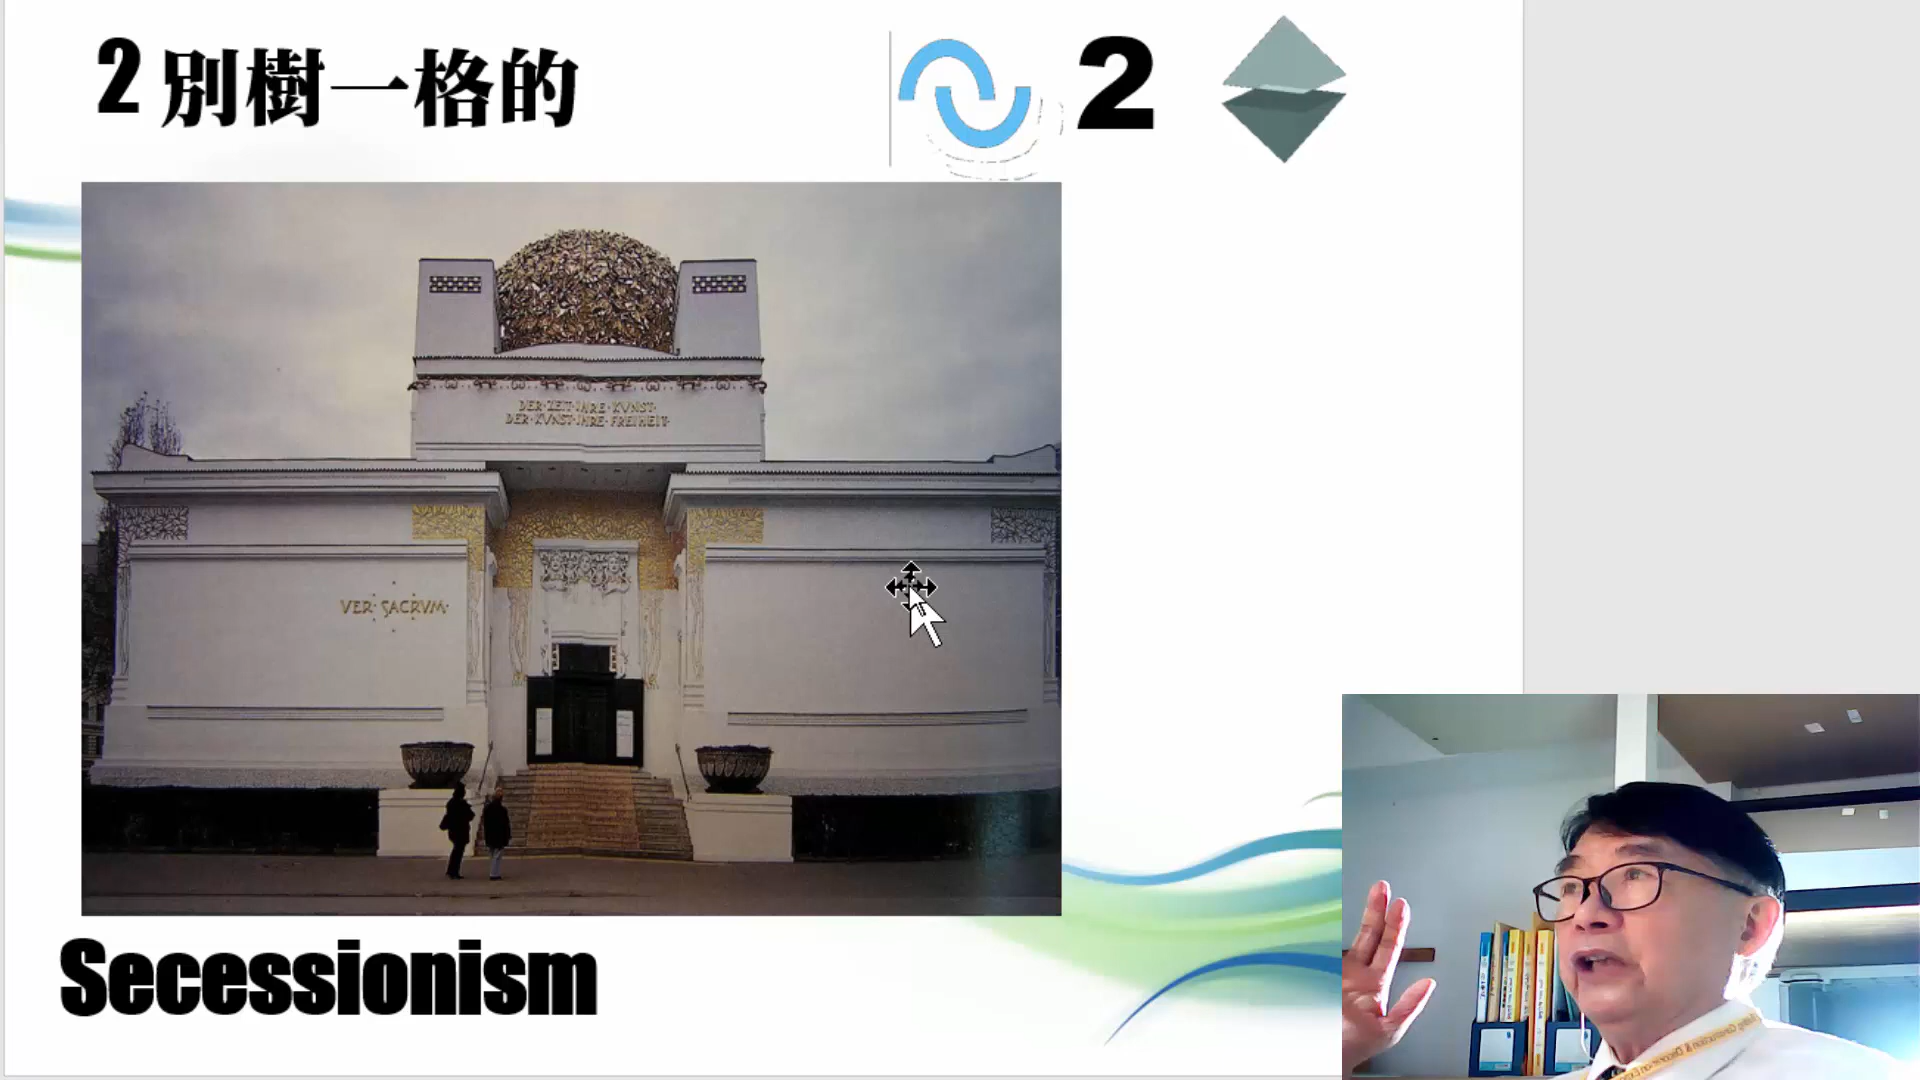 2 別樹一格的
2
DER·ZEIT·IHRE·KVNST·
DER·KVNST·IHRE·FREIHEIT·
VER·SACRVM·
Secessionism